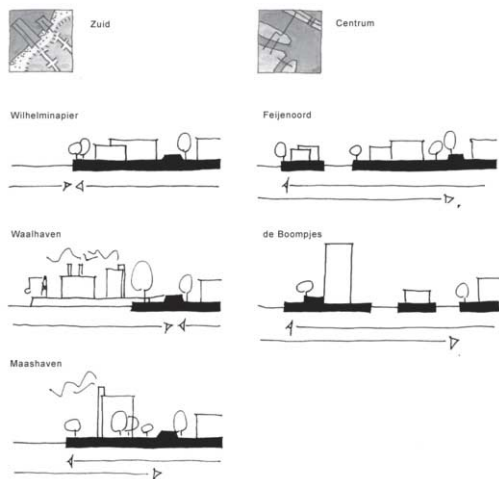 Zuid
Wilhelminapier
Waalhaven
Maashaven
Centrum
Feijenoord
de Boompjes